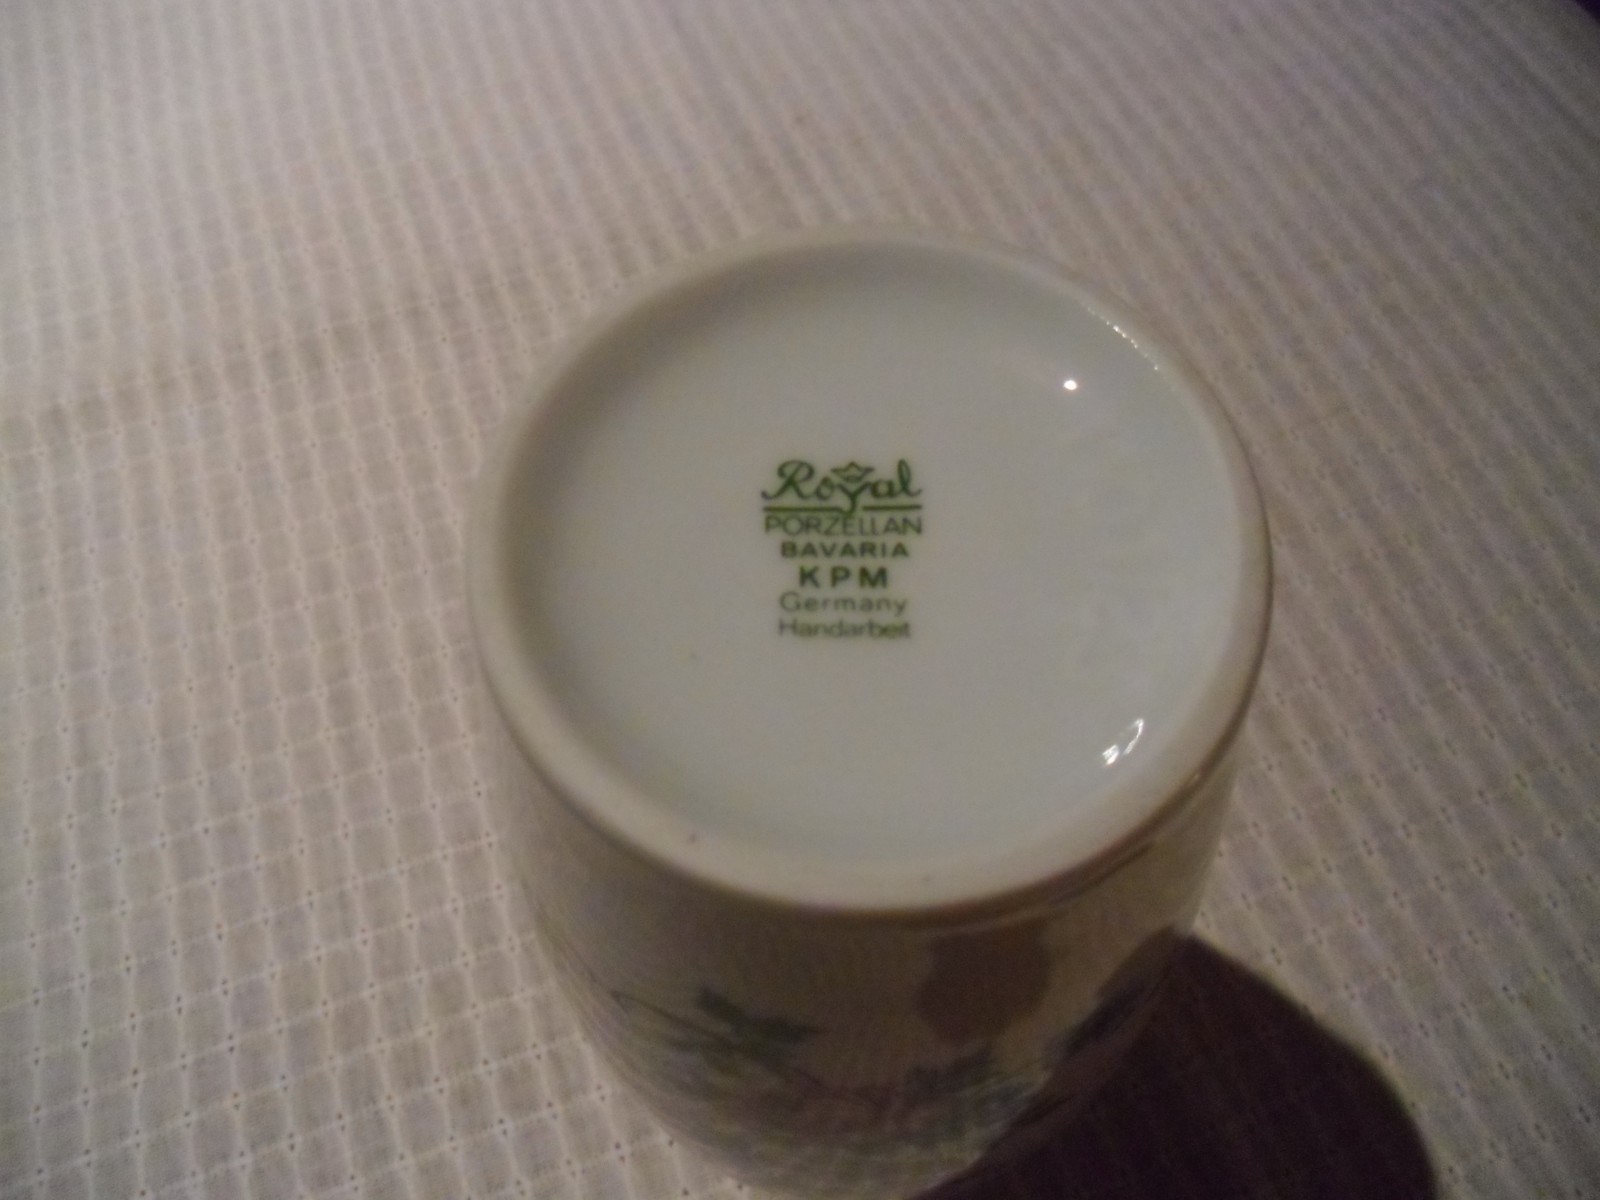 Royal
PORZELLAN
BAVARIA
KPM
Germany
Handarbeit